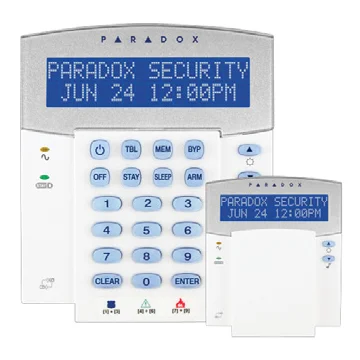 PARADOX
PARADOX SECURITY
JUN 24 12:00PM
TBL MEM BYP
OFF STAY SLEEP ARM
1 2 3
4 5 6
7 8 9
CLEAR 0 ENTER
[1] + [3] [4] + [6] [7] + [9]
PARADOX
PARADOX SECURITY
JUN 24 12:00PM